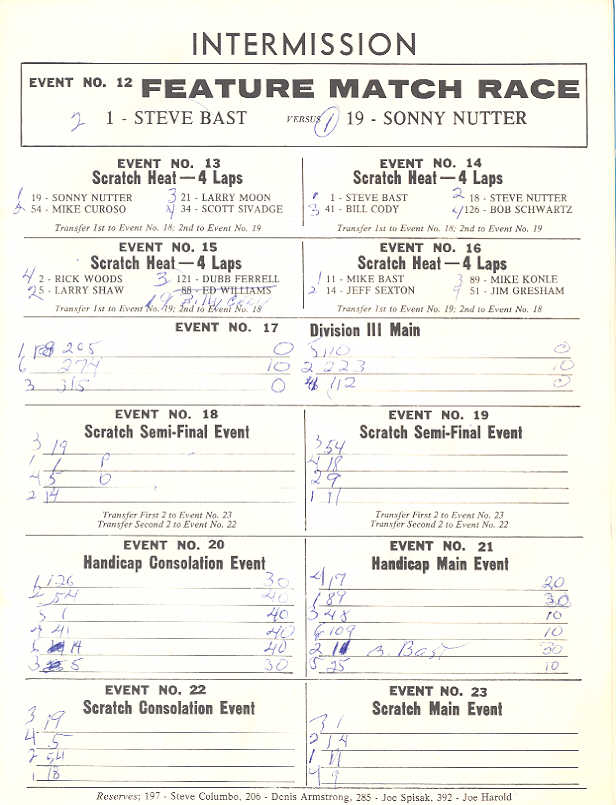 INTERMISSION
EVENT NO. 12 FEATURE MATCH RACE
2 1 - STEVE BAST VERSUS 1 19 - SONNY NUTTER
EVENT NO. 13
Scratch Heat — 4 Laps
1 19 - SONNY NUTTER 3 21 - LARRY MOON
2 54 - MIKE CUROSO 4 34 - SCOTT SIVADGE
Transfer 1st to Event No. 18; 2nd to Event No. 19
EVENT NO. 14
Scratch Heat — 4 Laps
1 - STEVE BAST 2 18 - STEVE NUTTER
3 41 - BILL CODY 4 126 - BOB SCHWARTZ
Transfer 1st to Event No. 18; 2nd to Event No. 19
EVENT NO. 15
Scratch Heat — 4 Laps
4 2 - RICK WOODS 3 121 - DUBB FERRELL
2 5 - LARRY SHAW 88 - ED WILLIAMS
Transfer 1st to Event No. 19; 2nd to Event No. 18
EVENT NO. 16
Scratch Heat — 4 Laps
1 11 - MIKE BAST 3 89 - MIKE KONLE
2 14 - JEFF SEXTON 51 - JIM GRESHAM
Transfer 1st to Event No. 19; 2nd to Event No. 18
EVENT NO. 17 Division III Main
1 205 0
6 274 10
3 315 0
5 110 0
2 223 10
4 112 0
EVENT NO. 18
Scratch Semi-Final Event
3 19
1 1
4 5
2 14
Transfer First 2 to Event No. 23
Transfer Second 2 to Event No. 22
EVENT NO. 19
Scratch Semi-Final Event
3 54
4 18
2 9
1 11
Transfer First 2 to Event No. 23
Transfer Second 2 to Event No. 22
EVENT NO. 20
Handicap Consolation Event
126 30
54 40
1 40
4 41 40
14 40
3 5 30
EVENT NO. 21
Handicap Main Event
4 17 20
1 89 30
3 48 10
6 109 10
2 11 Bast 30
5 25 10
EVENT NO. 22
Scratch Consolation Event
3 19
4 5
2 54
1 18
EVENT NO. 23
Scratch Main Event
3 1
2 14
1 11
4 9
Reserves; 197 - Steve Columbo, 206 - Denis Armstrong, 285 - Joe Spisak, 392 - Joe Harold